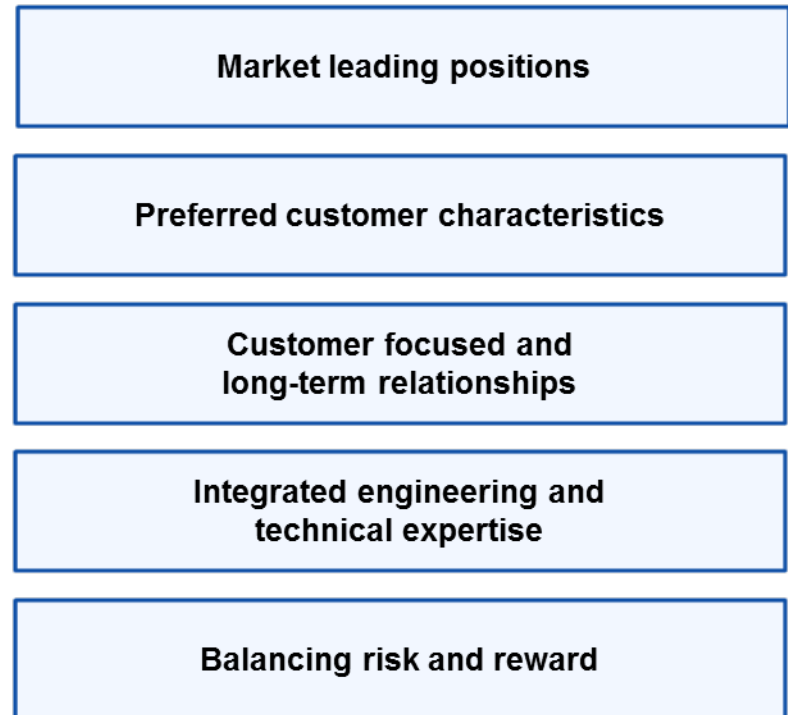 Market leading positions
Preferred customer characteristics
Customer focused and
long-term relationships
Integrated engineering and
technical expertise
Balancing risk and reward